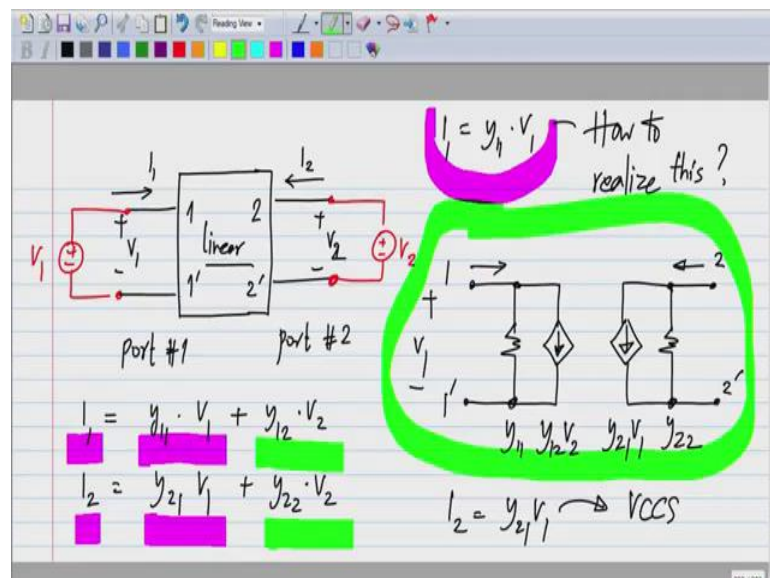 Reading View
B I
I₁ = y₁₁ · V₁ How to
realize this ?
I₁ I₂
1 2
+ V₁ - linear + V₂ -
V₁ V₂
1' 2'
port #1 port #2
1 2
+
V₁
-
1' 2'
y₁₁ y₁₂V₂ y₂₁V₁ y₂₂
I₁ = y₁₁ · V₁ + y₁₂ · V₂
I₂ = y₂₁ V₁ + y₂₂ · V₂
I₂ = y₂₁V₁ VCCS